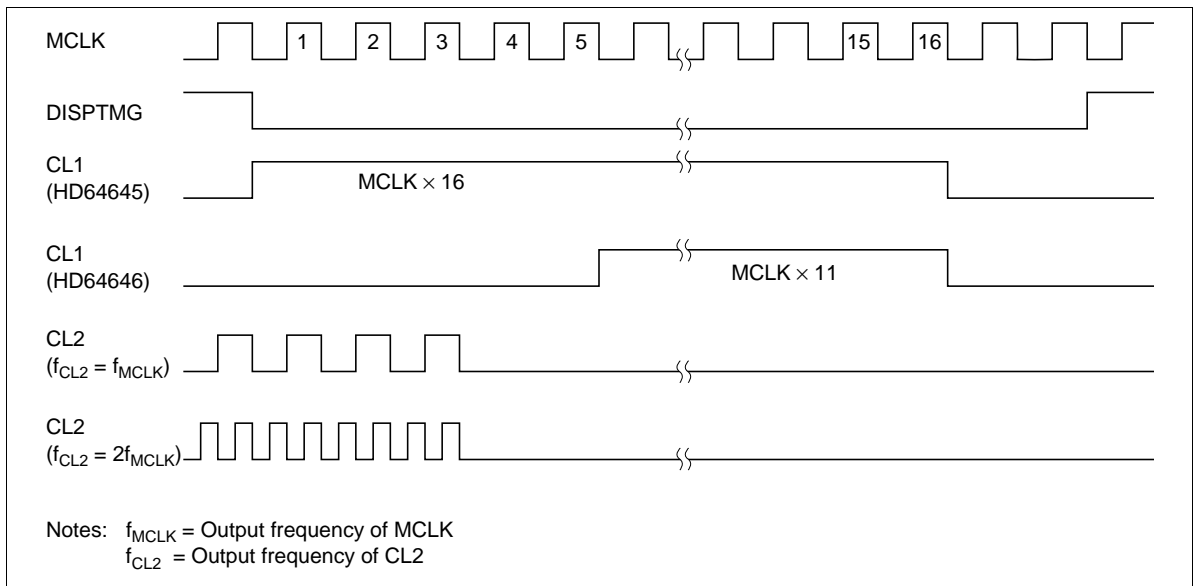 MCLK
1 2 3 4 5 15 16
DISPTMG
CL1
(HD64645)
MCLK × 16
CL1
(HD64646)
MCLK × 11
CL2
(fCL2 = fMCLK)
CL2
(fCL2 = 2fMCLK)
Notes: fMCLK = Output frequency of MCLK
fCL2 = Output frequency of CL2